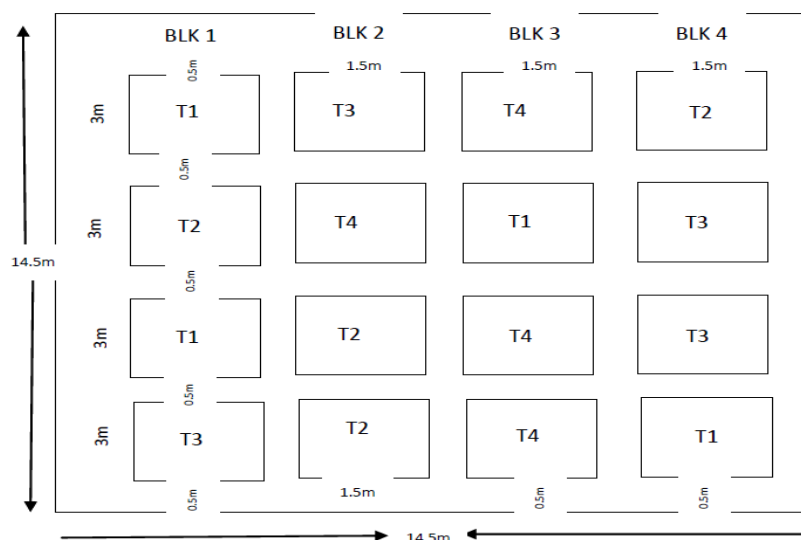 BLK 1 BLK 2 BLK 3 BLK 4
0.5m 1.5m 1.5m 1.5m
3m T1 T3 T4 T2
0.5m
3m T2 T4 T1 T3
14.5m
0.5m
3m T1 T2 T4 T3
0.5m
3m T3 T2 T4 T1
0.5m 1.5m 0.5m 0.5m
14.5m